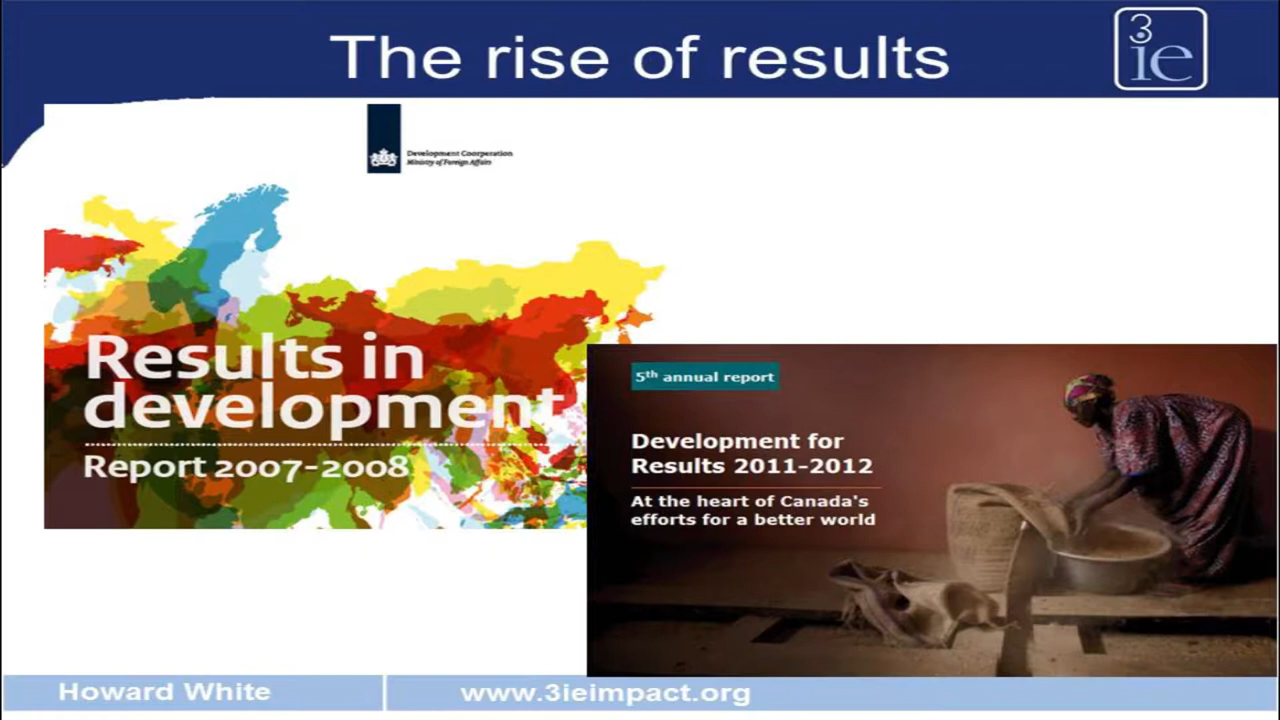 The rise of results
3ie
Development Cooperation
Ministry of Foreign Affairs
Results in
development
Report 2007-2008
5th annual report
Development for
Results 2011-2012
At the heart of Canada's
efforts for a better world
Howard White
www.3ieimpact.org